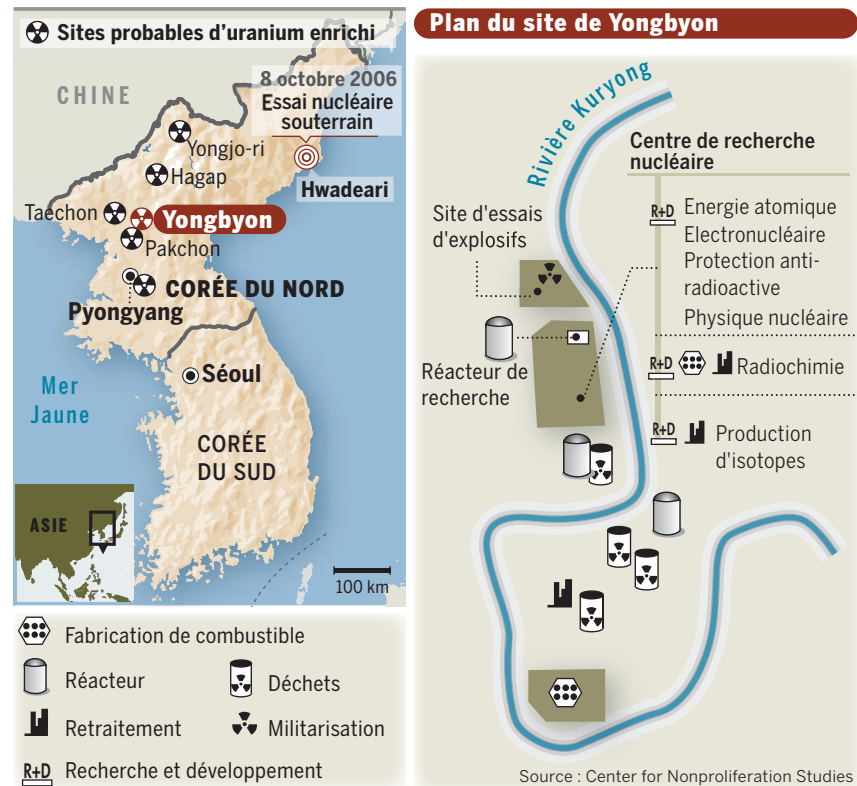 Sites probables d'uranium enrichi
CHINE
8 octobre 2006
Essai nucléaire
souterrain
Yongjo-ri
Hagap
Hwadeari
Taechon
Yongbyon
Pakchon
CORÉE DU NORD
Pyongyang
Séoul
Mer
Jaune
CORÉE
DU SUD
ASIE
100 km
Fabrication de combustible
Réacteur
Déchets
Retraitement
Militarisation
R+D Recherche et développement
Plan du site de Yongbyon
Rivière Kuryong
Centre de recherche
nucléaire
Site d'essais
d'explosifs
R+D Energie atomique
Electronucléaire
Protection anti-
radioactive
Physique nucléaire
Réacteur de
recherche
R+D Radiochimie
R+D Production
d'isotopes
Source : Center for Nonproliferation Studies